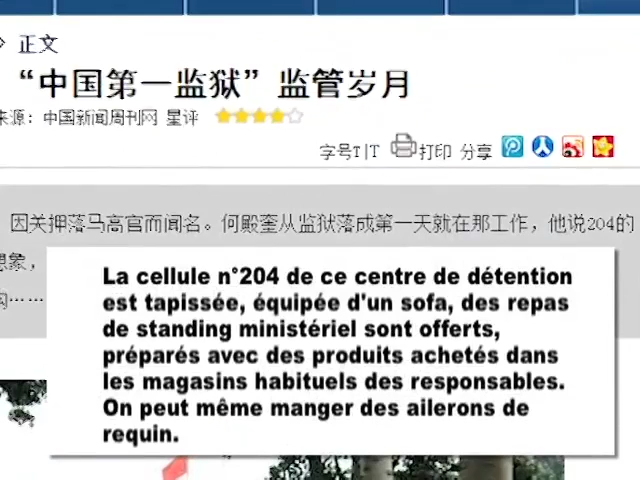 正文
“中国第一监狱”监管岁月
来源：中国新闻周刊网 星评
字号T|T 打印 分享
因关押落马高官而闻名。何殿奎从监狱落成第一天就在那工作，他说204的
想象，
La cellule n°204 de ce centre de détention
est tapissée, équipée d'un sofa, des repas
de standing ministériel sont offerts,
préparés avec des produits achetés dans
les magasins habituels des responsables.
On peut même manger des ailerons de
requin.